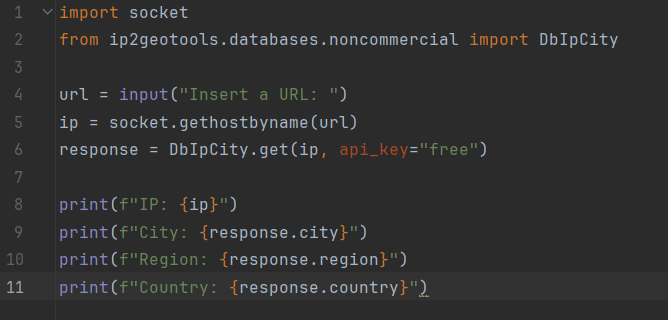 1 import socket
2 from ip2geotools.databases.noncommercial import DbIpCity
3
4 url = input("Insert a URL: ")
5 ip = socket.gethostbyname(url)
6 response = DbIpCity.get(ip, api_key="free")
7
8 print(f"IP: {ip}")
9 print(f"City: {response.city}")
10 print(f"Region: {response.region}")
11 print(f"Country: {response.country}")